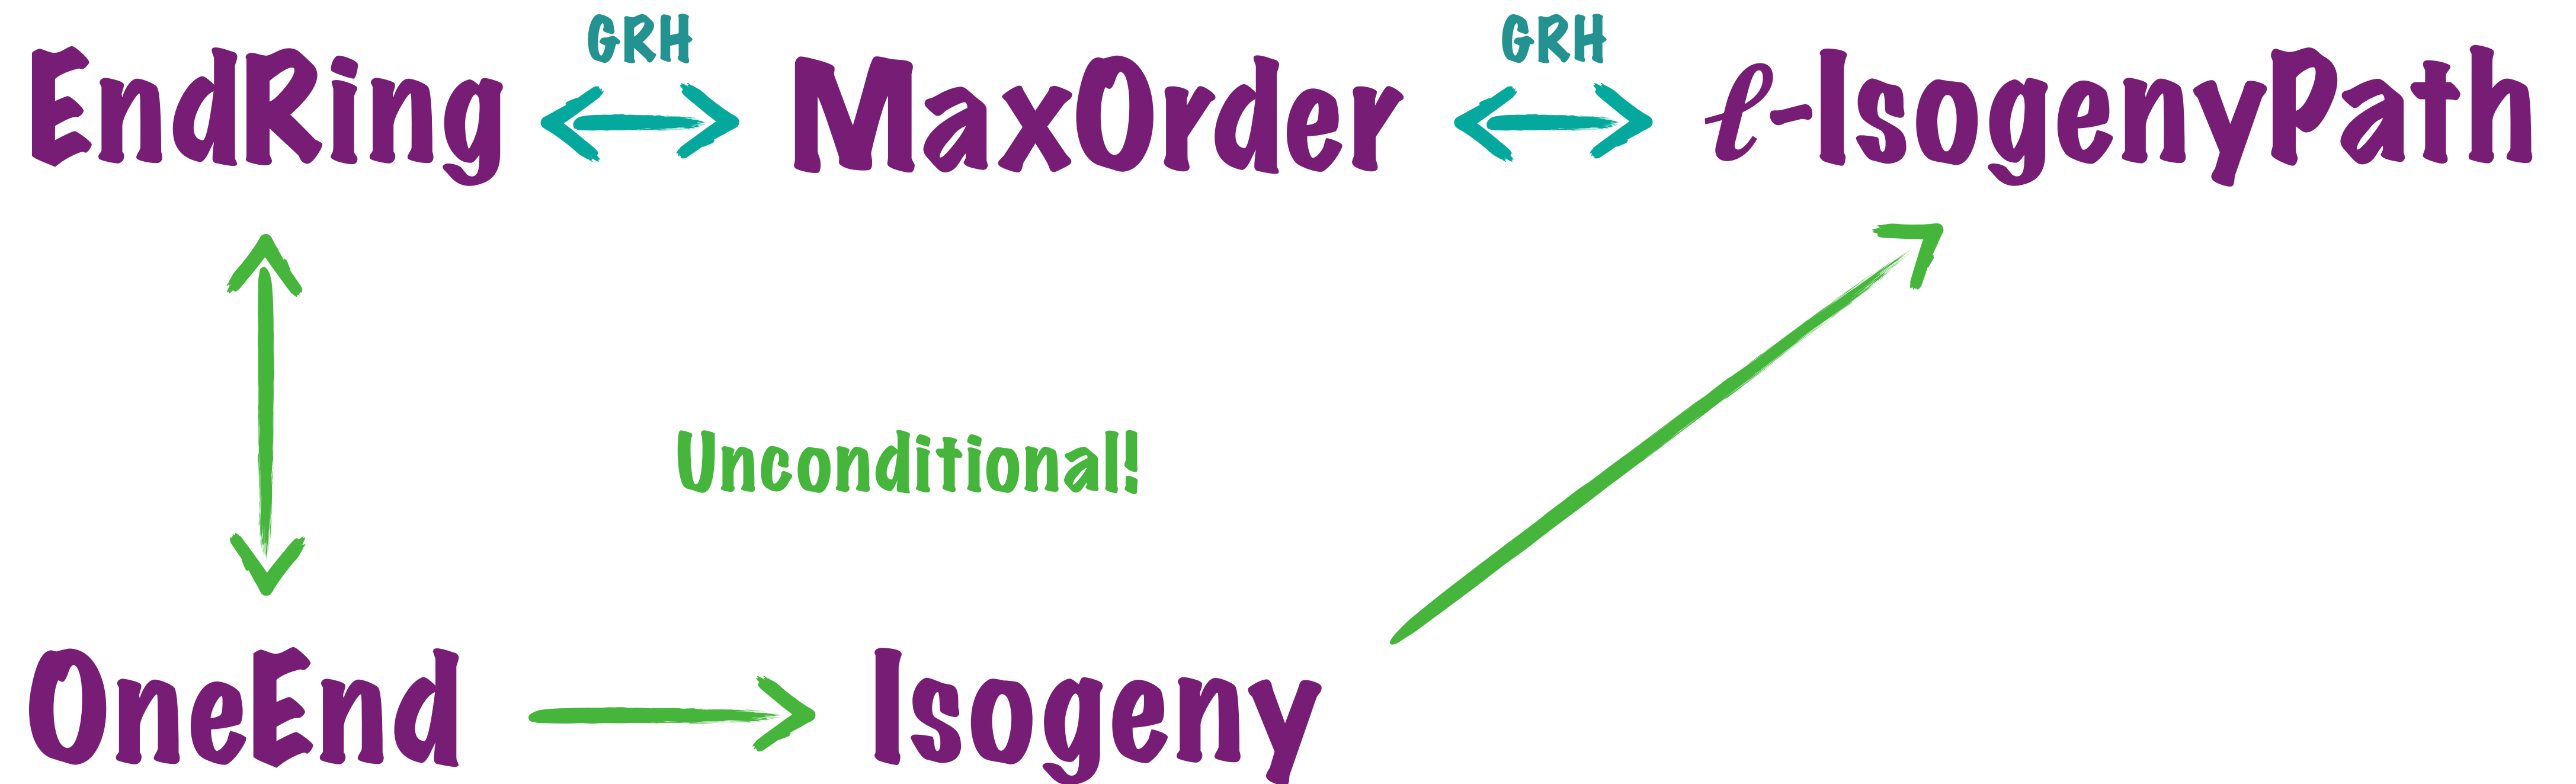 GRH GRH
EndRing MaxOrder ℓ-IsogenyPath
Unconditional!
OneEnd Isogeny